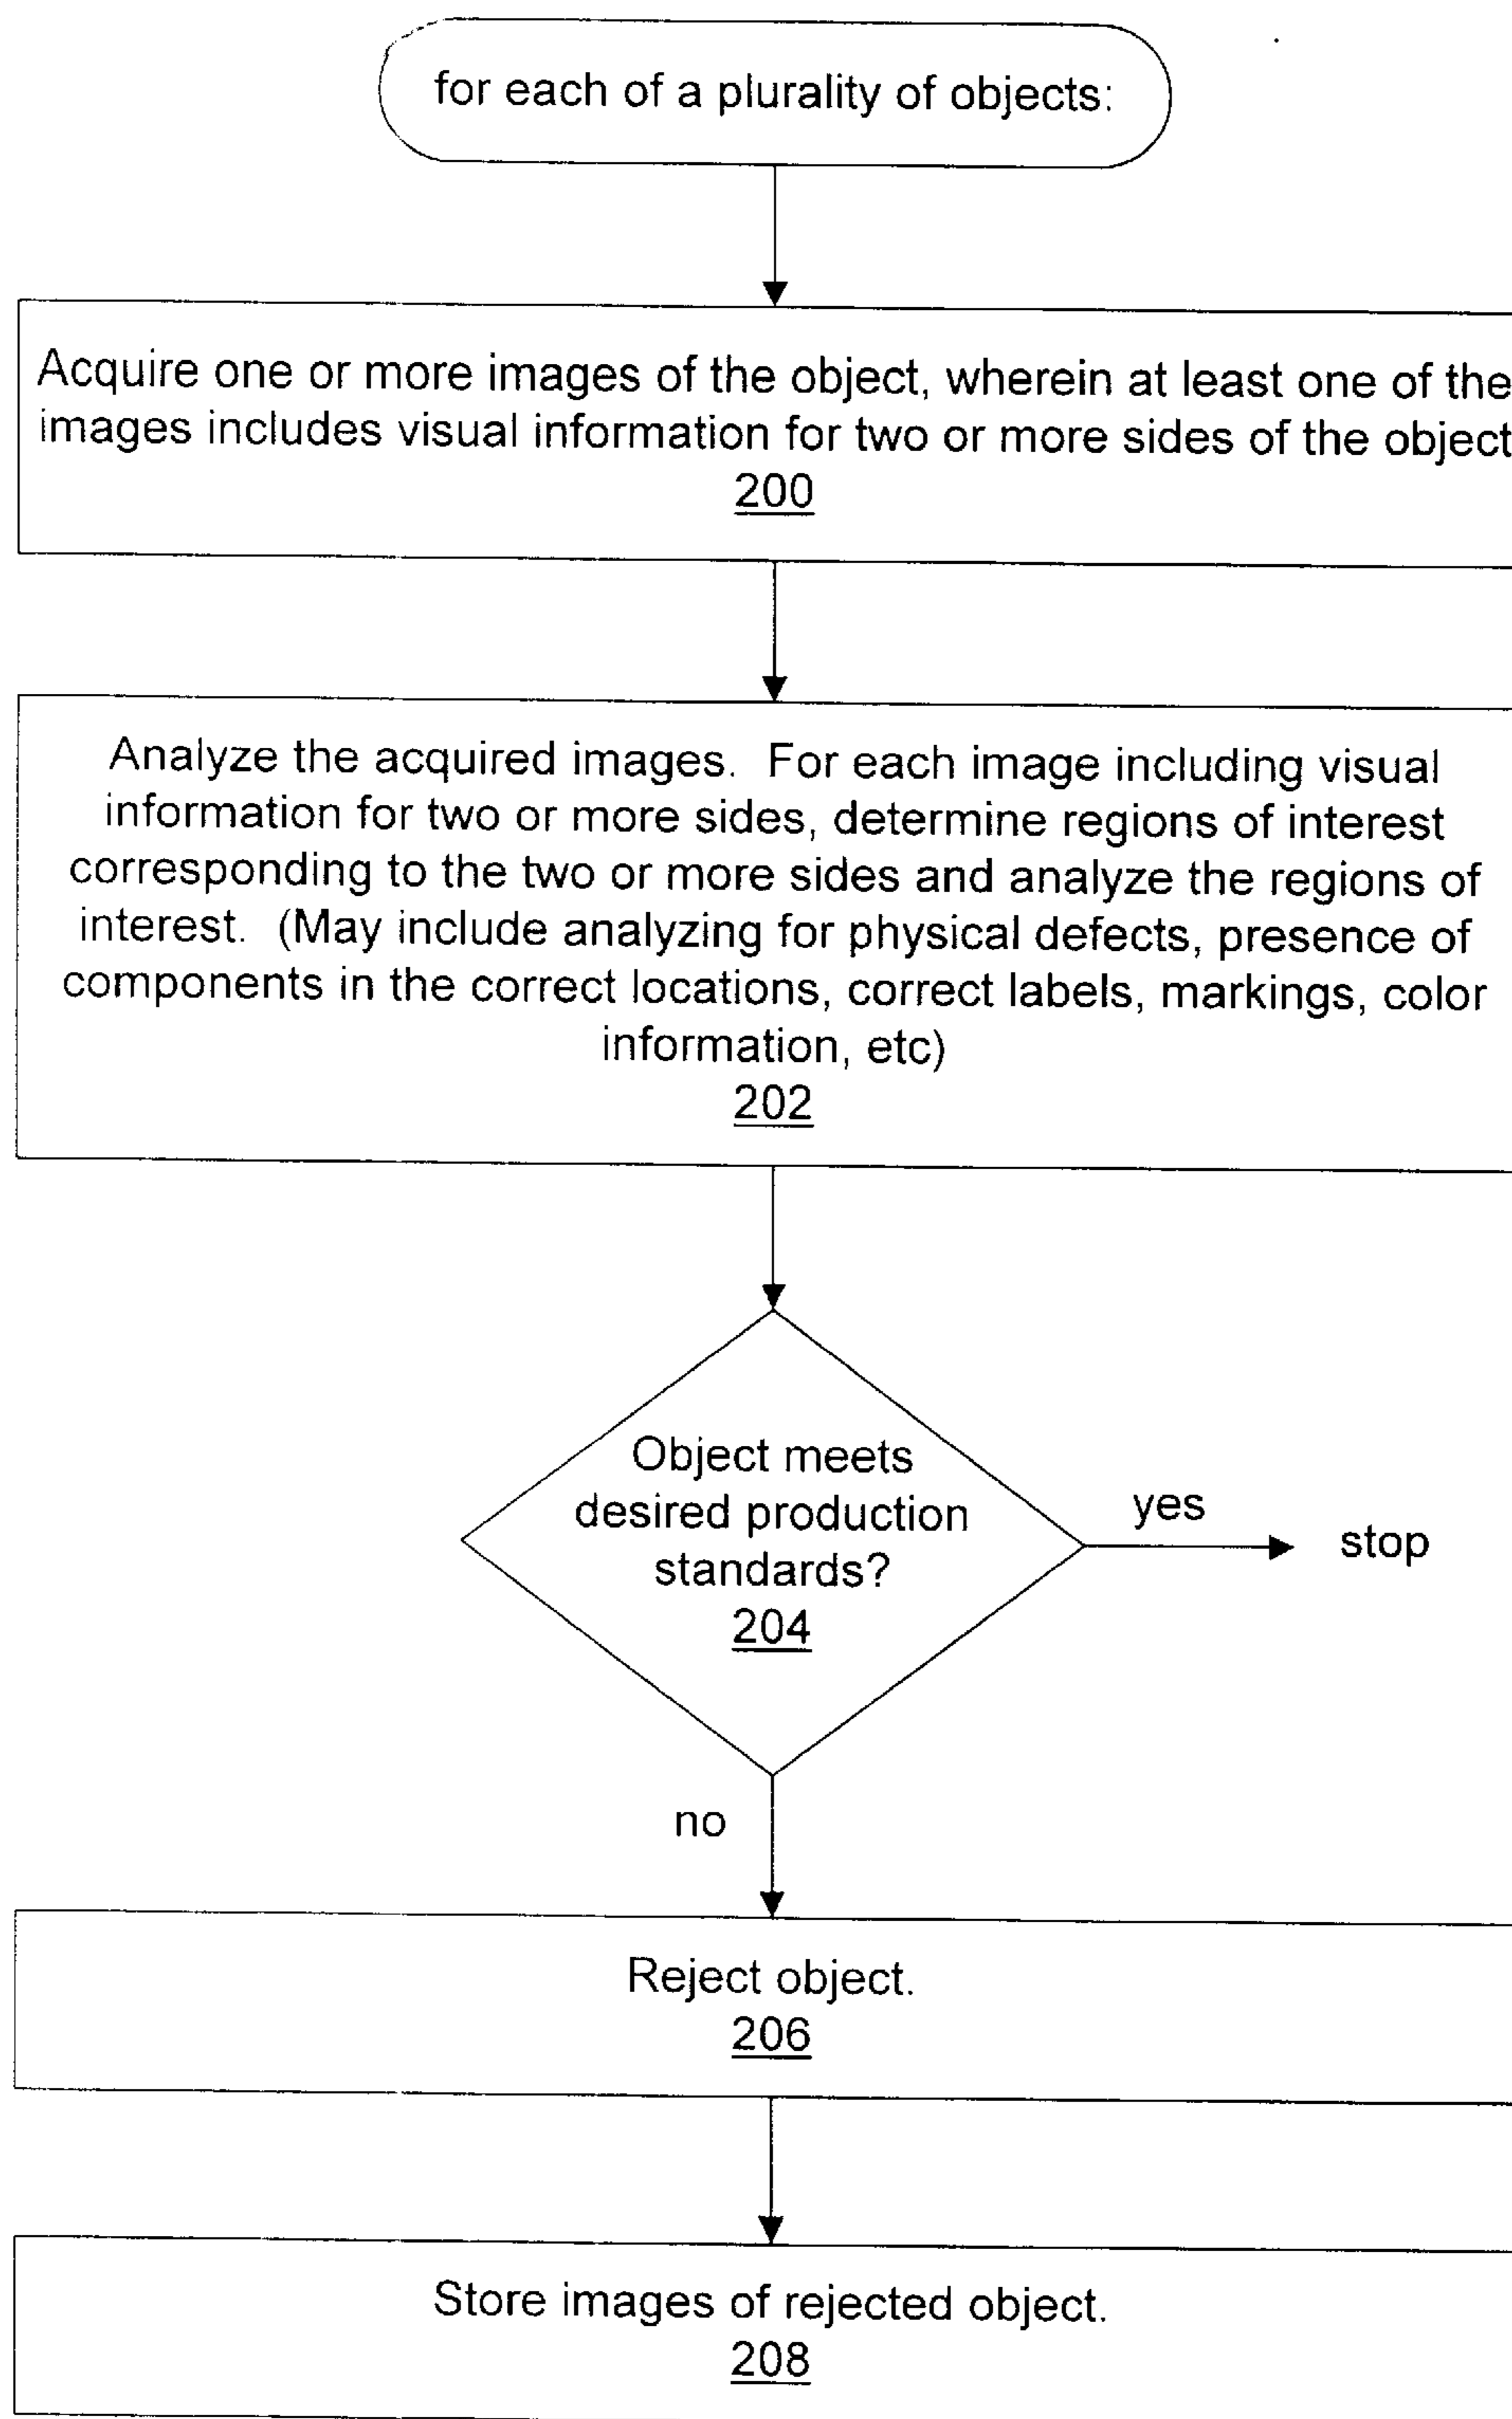 for each of a plurality of objects:
Acquire one or more images of the object, wherein at least one of the
images includes visual information for two or more sides of the object
200
Analyze the acquired images. For each image including visual
information for two or more sides, determine regions of interest
corresponding to the two or more sides and analyze the regions of
interest. (May include analyzing for physical defects, presence of
components in the correct locations, correct labels, markings, color
information, etc)
202
Object meets
desired production
standards?
204
yes
stop
no
Reject object.
206
Store images of rejected object.
208